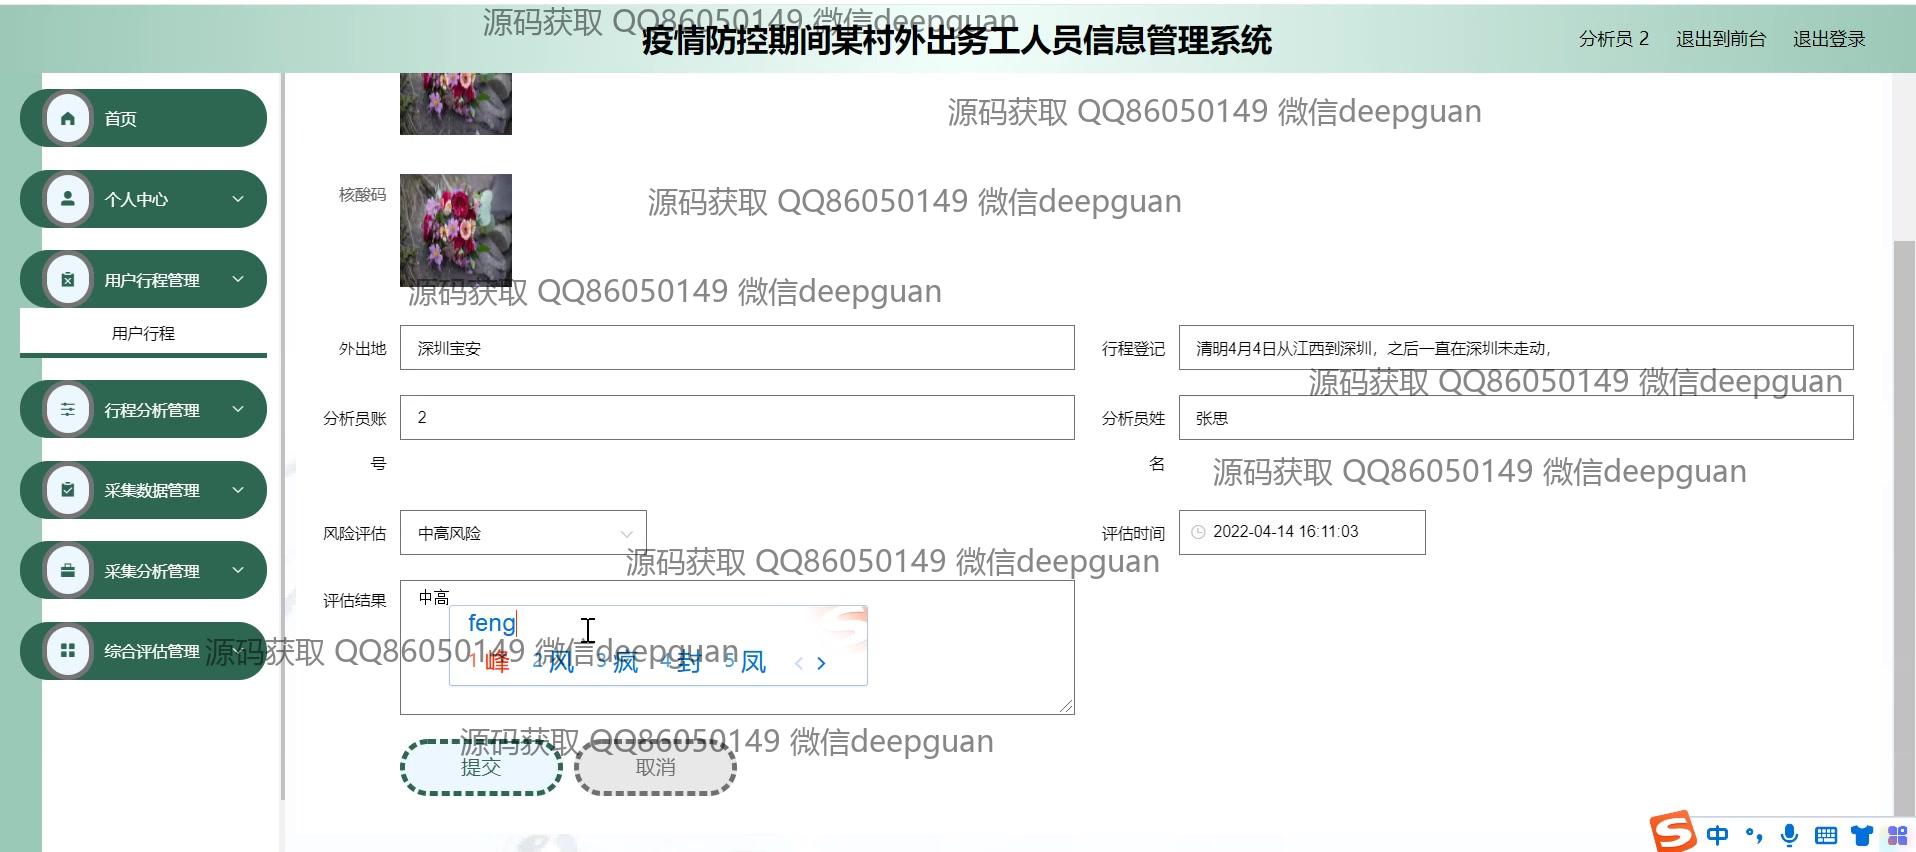 源码获取 QQ86050149 微信deepguan
疫情防控期间某村外出务工人员信息管理系统
分析员 2
退出到前台
退出登录
首页
源码获取 QQ86050149 微信deepguan
个人中心
核酸码
源码获取 QQ86050149 微信deepguan
用户行程管理
源码获取 QQ86050149 微信deepguan
用户行程
外出地
深圳宝安
行程登记
清明4月4日从江西到深圳，之后一直在深圳未走动，
源码获取 QQ86050149 微信deepguan
行程分析管理
分析员账号
2
分析员姓名
张思
源码获取 QQ86050149 微信deepguan
采集数据管理
风险评估
中高风险
评估时间
2022-04-14 16:11:03
源码获取 QQ86050149 微信deepguan
采集分析管理
评估结果
中高
feng
1 峰 2 风 3 疯 4 封 5 凤
综合评估管理
源码获取 QQ86050149 微信deepguan
源码获取 QQ86050149 微信deepguan
提交
取消
中